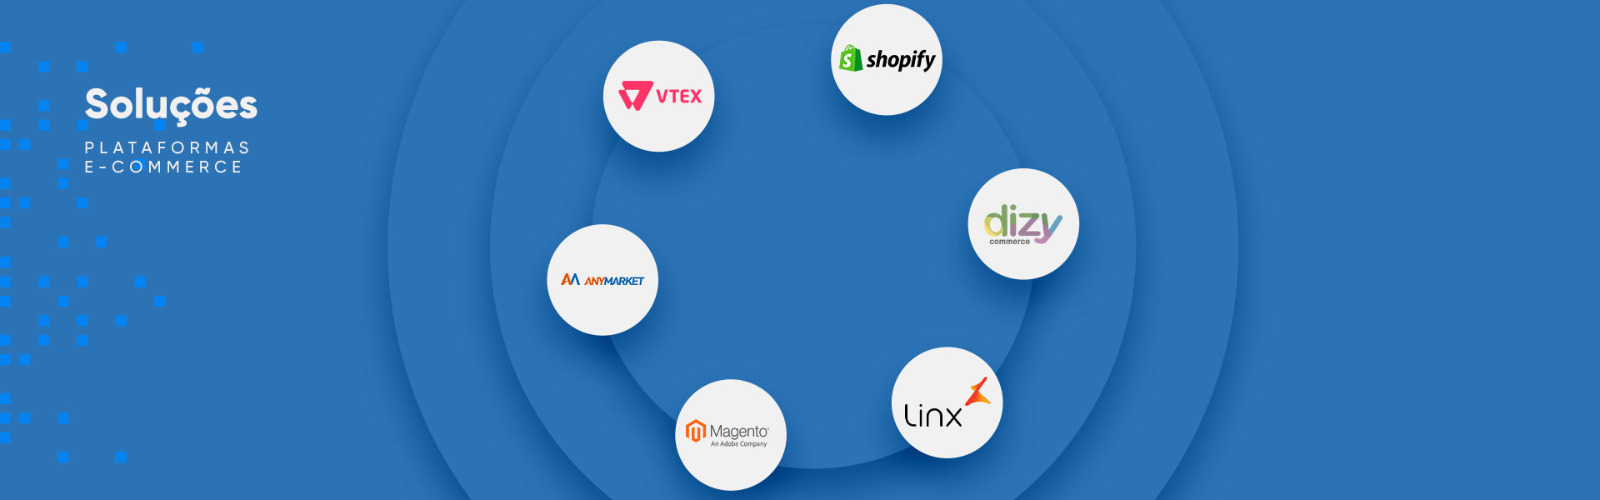 Soluções
PLATAFORMAS
E-COMMERCE
VTEX
shopify
dizy
commerce
ANYMARKET
Linx
Magento
An Adobe Company